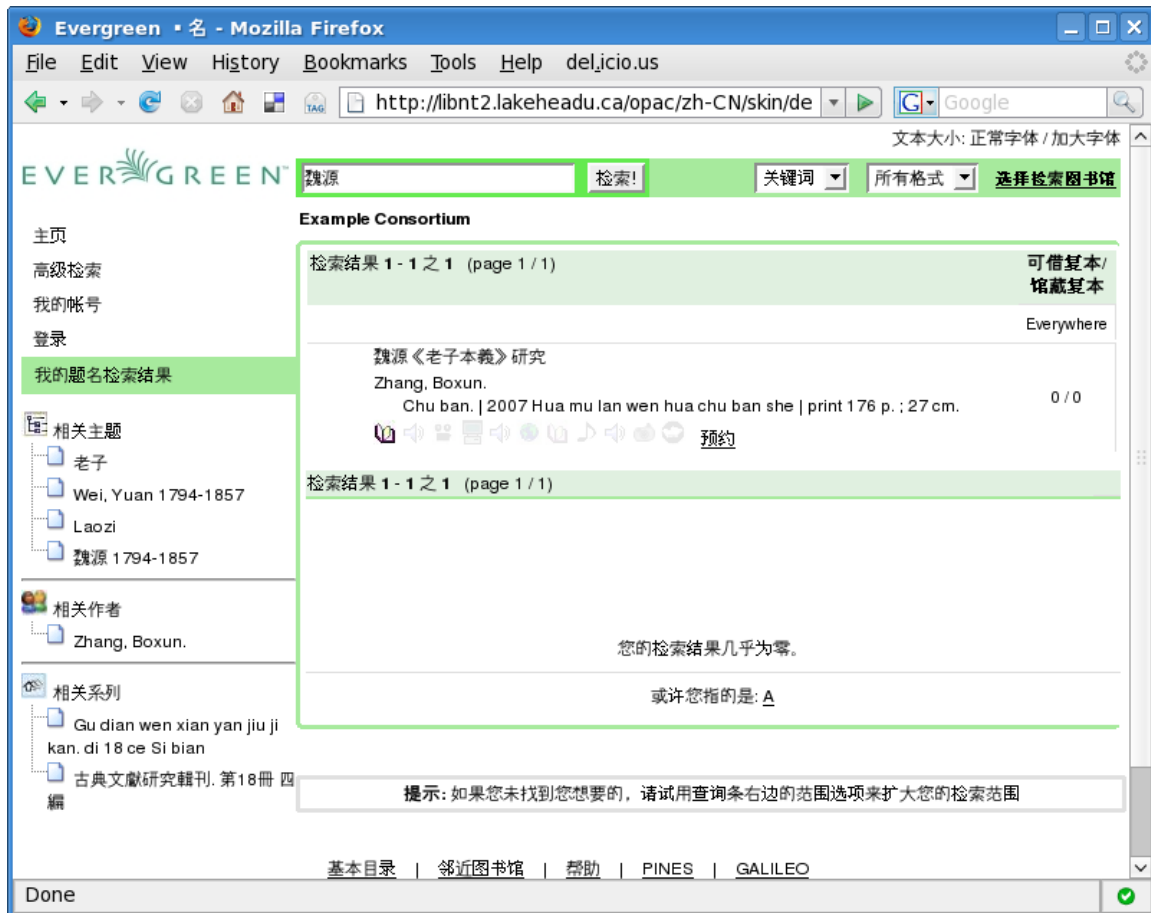 Evergreen • 名 - Mozilla Firefox
File Edit View History Bookmarks Tools Help del.icio.us
TAG http://libnt2.lakeheadu.ca/opac/zh-CN/skin/de G Google
文本大小: 正常字体 / 加大字体
EVERGREEN
魏源 检索! 关键词 所有格式 选择检索图书馆
Example Consortium
主页
高级检索
我的帐号
登录
我的题名检索结果
相关主题
老子
Wei, Yuan 1794-1857
Laozi
魏源 1794-1857
相关作者
Zhang, Boxun.
相关系列
Gu dian wen xian yan jiu ji
kan. di 18 ce Si bian
古典文獻研究輯刊. 第18冊 四
編
检索结果 1 - 1 之 1 (page 1 / 1)
可借复本/
馆藏复本
Everywhere
魏源《老子本義》研究
Zhang, Boxun.
Chu ban. | 2007 Hua mu lan wen hua chu ban she | print 176 p. ; 27 cm.
0 / 0
预约
检索结果 1 - 1 之 1 (page 1 / 1)
您的检索结果几乎为零。
或许您指的是: A
提示: 如果您未找到您想要的，请试用查询条右边的范围选项来扩大您的检索范围
基本目录 | 邻近图书馆 | 帮助 | PINES | GALILEO
Done